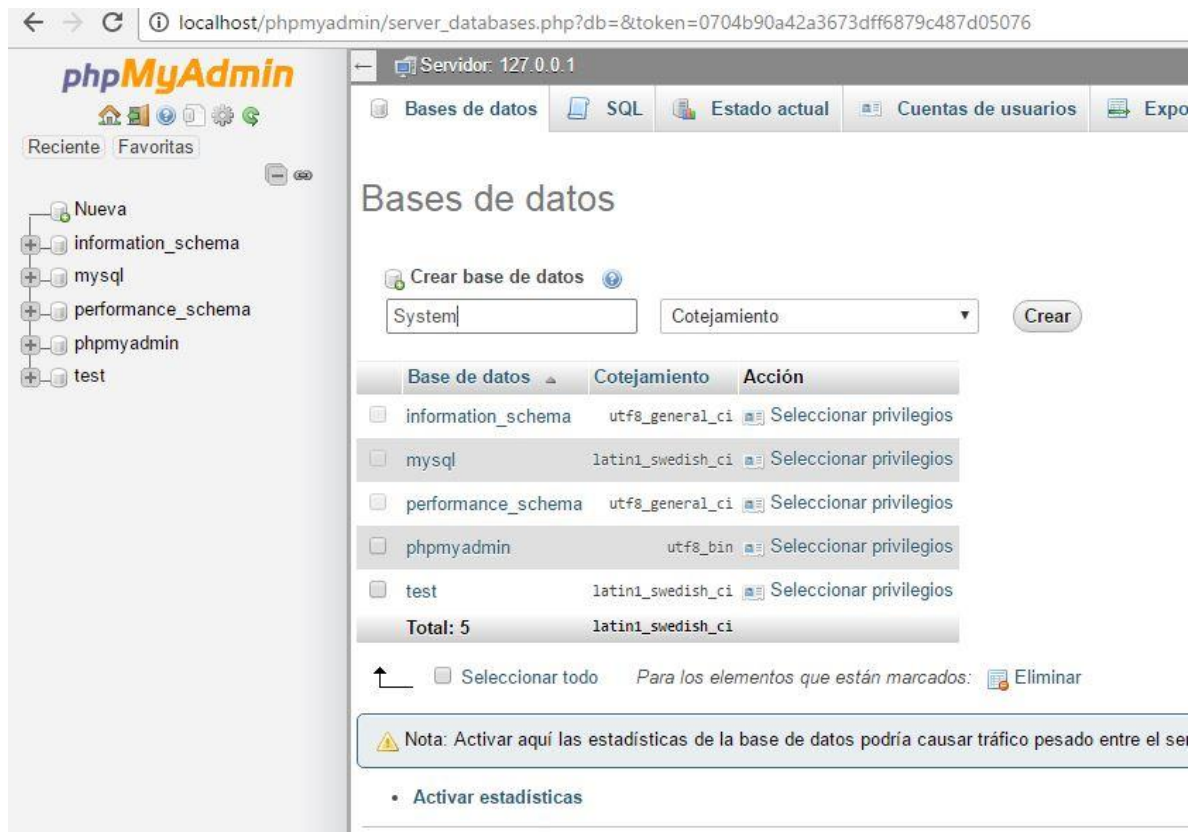 localhost/phpmyadmin/server_databases.php?db=&token=0704b90a42a3673dff6879c487d05076
phpMyAdmin
Reciente Favoritas
Nueva
information_schema
mysql
performance_schema
phpmyadmin
test
Servidor: 127.0.0.1
Bases de datos SQL Estado actual Cuentas de usuarios Expo
Bases de datos
Crear base de datos
System Cotejamiento Crear
Base de datos Cotejamiento Acción
information_schema utf8_general_ci Seleccionar privilegios
mysql latin1_swedish_ci Seleccionar privilegios
performance_schema utf8_general_ci Seleccionar privilegios
phpmyadmin utf8_bin Seleccionar privilegios
test latin1_swedish_ci Seleccionar privilegios
Total: 5 latin1_swedish_ci
Seleccionar todo Para los elementos que están marcados: Eliminar
Nota: Activar aquí las estadísticas de la base de datos podría causar tráfico pesado entre el ser
• Activar estadísticas